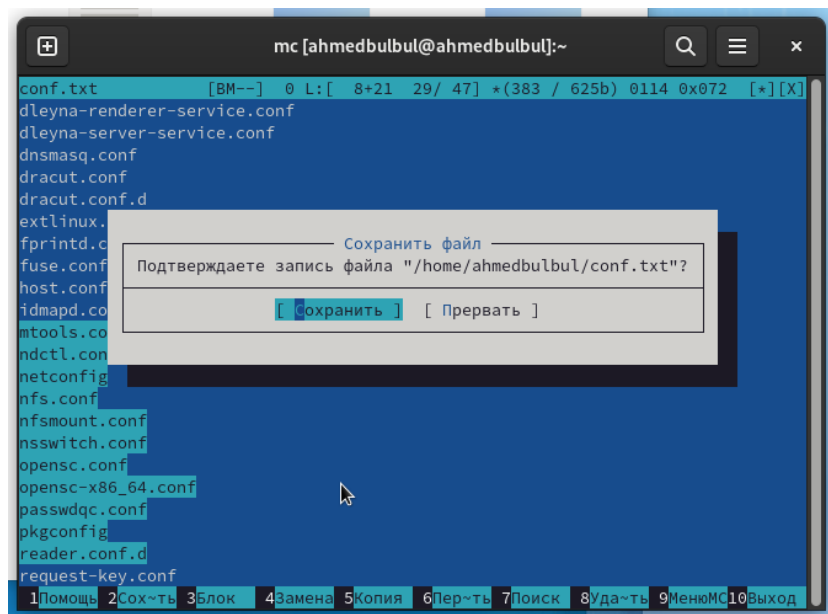 mc [ahmedbulbul@ahmedbulbul]:~
conf.txt [BM--] 0 L:[ 8+21 29/ 47] *(383 / 625b) 0114 0x072 [*][X]
dleyna-renderer-service.conf
dleyna-server-service.conf
dnsmasq.conf
dracut.conf
dracut.conf.d
extlinux.
fprintd.c
fuse.conf
host.conf
idmapd.co
Сохранить файл
Подтверждаете запись файла "/home/ahmedbulbul/conf.txt"?
[ Сохранить ] [ Прервать ]
mtools.co
ndctl.con
netconfig
nfs.conf
nfsmount.conf
nsswitch.conf
opensc.conf
opensc-x86_64.conf
passwdqc.conf
pkgconfig
reader.conf.d
request-key.conf
1Помощь 2Сох~ть 3Блок 4Замена 5Копия 6Пер~ть 7Поиск 8Уда~ть 9МенюMC10Выход